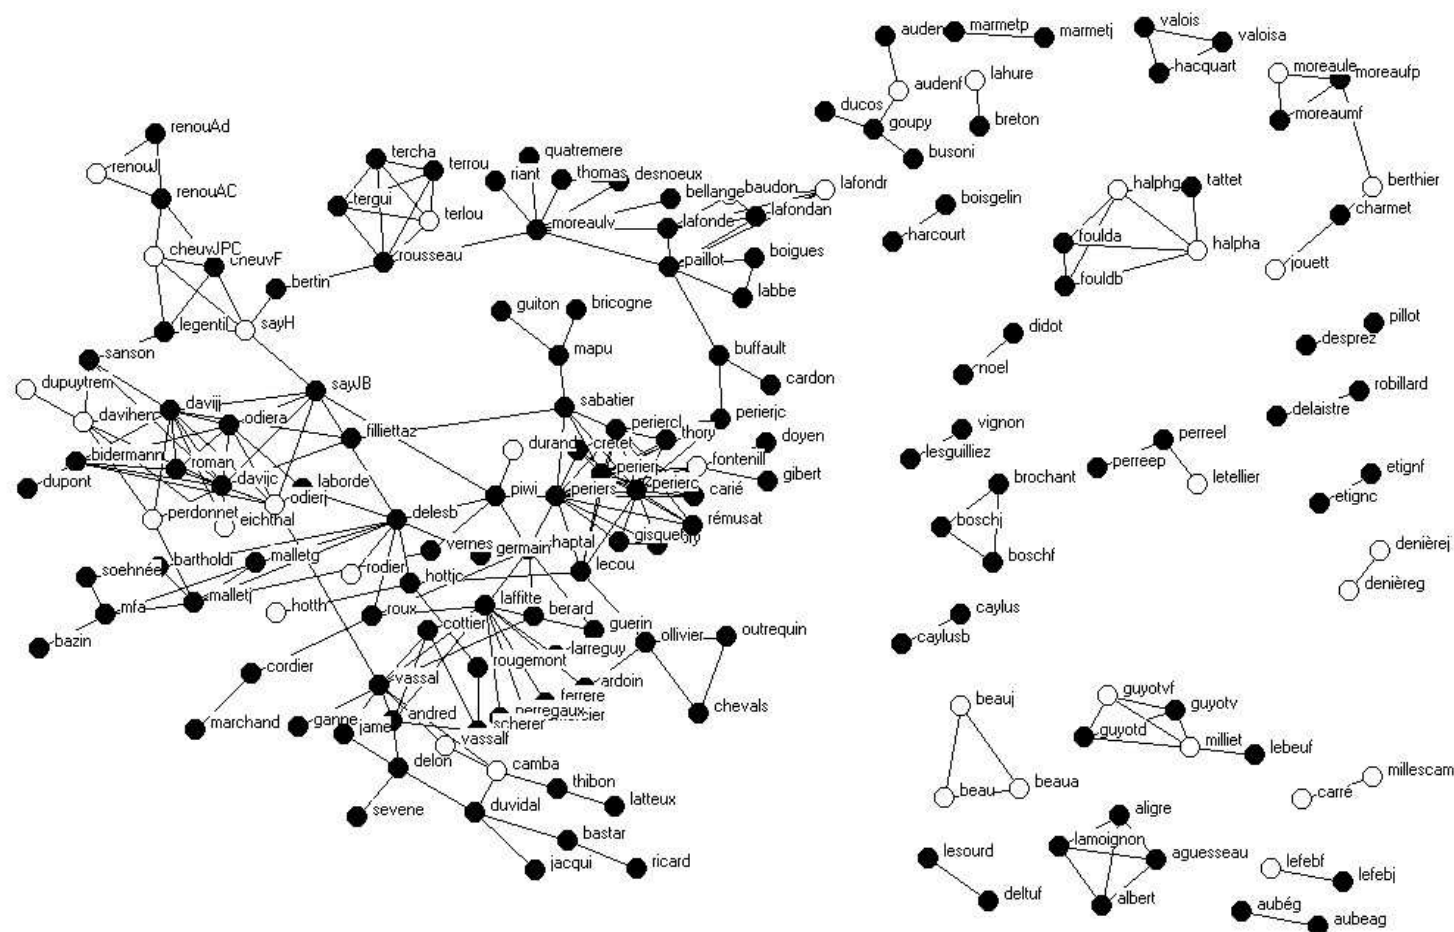 auden
marmetp
marmetj
valois
valoisa
hacquart
moreaule
moreaufp
moreaumf
audenf
lahure
ducos
goupy
breton
busoni
renouAd
renouJ
renouAC
tercha
terrou
tergui
terlou
quatremere
riant
thomas
desnoeux
bellange
baudon
lafondr
lafonde
lafondan
moreaulv
boisgelin
harcourt
halphg
tattet
berthier
charmet
foulda
halpha
jouett
fouldb
cheuvJPC
cheuvF
bertin
rousseau
paillot
boigues
labbe
legentil
sayH
guiton
bricogne
didot
pillot
desprez
sanson
mapu
buffault
noel
dupuytrem
sayJB
cardon
robillard
davijj
davihen
odiera
sabatier
perierjc
delaistre
filliettaz
periercl
thory
doyen
vignon
perreel
bidermann
roman
durand
cretet
lesguilliez
perreep
dupont
davijc
laborde
perierj
fontenill
gibert
brochant
letellier
etignf
odierj
piwi
periers
perierc
carié
etignc
perdonnet
eichthal
delesb
rémusat
boschj
vernes
germain
haptal
gisquet
boschf
denièrej
bartholdi
malletg
soehnée
rodier
hottjc
lecou
denièreg
mfa
malletj
hotth
laffitte
roux
berard
caylus
bazin
cottier
guerin
ollivier
outrequin
caylusb
cordier
larreguy
rougemont
vassal
ardoin
chevals
ferrere
marchand
andred
scherer
vassalf
beauj
guyotvf
guyotv
delon
camba
guyotd
milliet
lebeuf
thibon
beaua
millescam
sevene
duvidal
latteux
beau
carré
bastar
aligre
jacqui
ricard
lamoignon
lesourd
aguesseau
lefebf
deltuf
albert
lefebj
aubég
aubeag